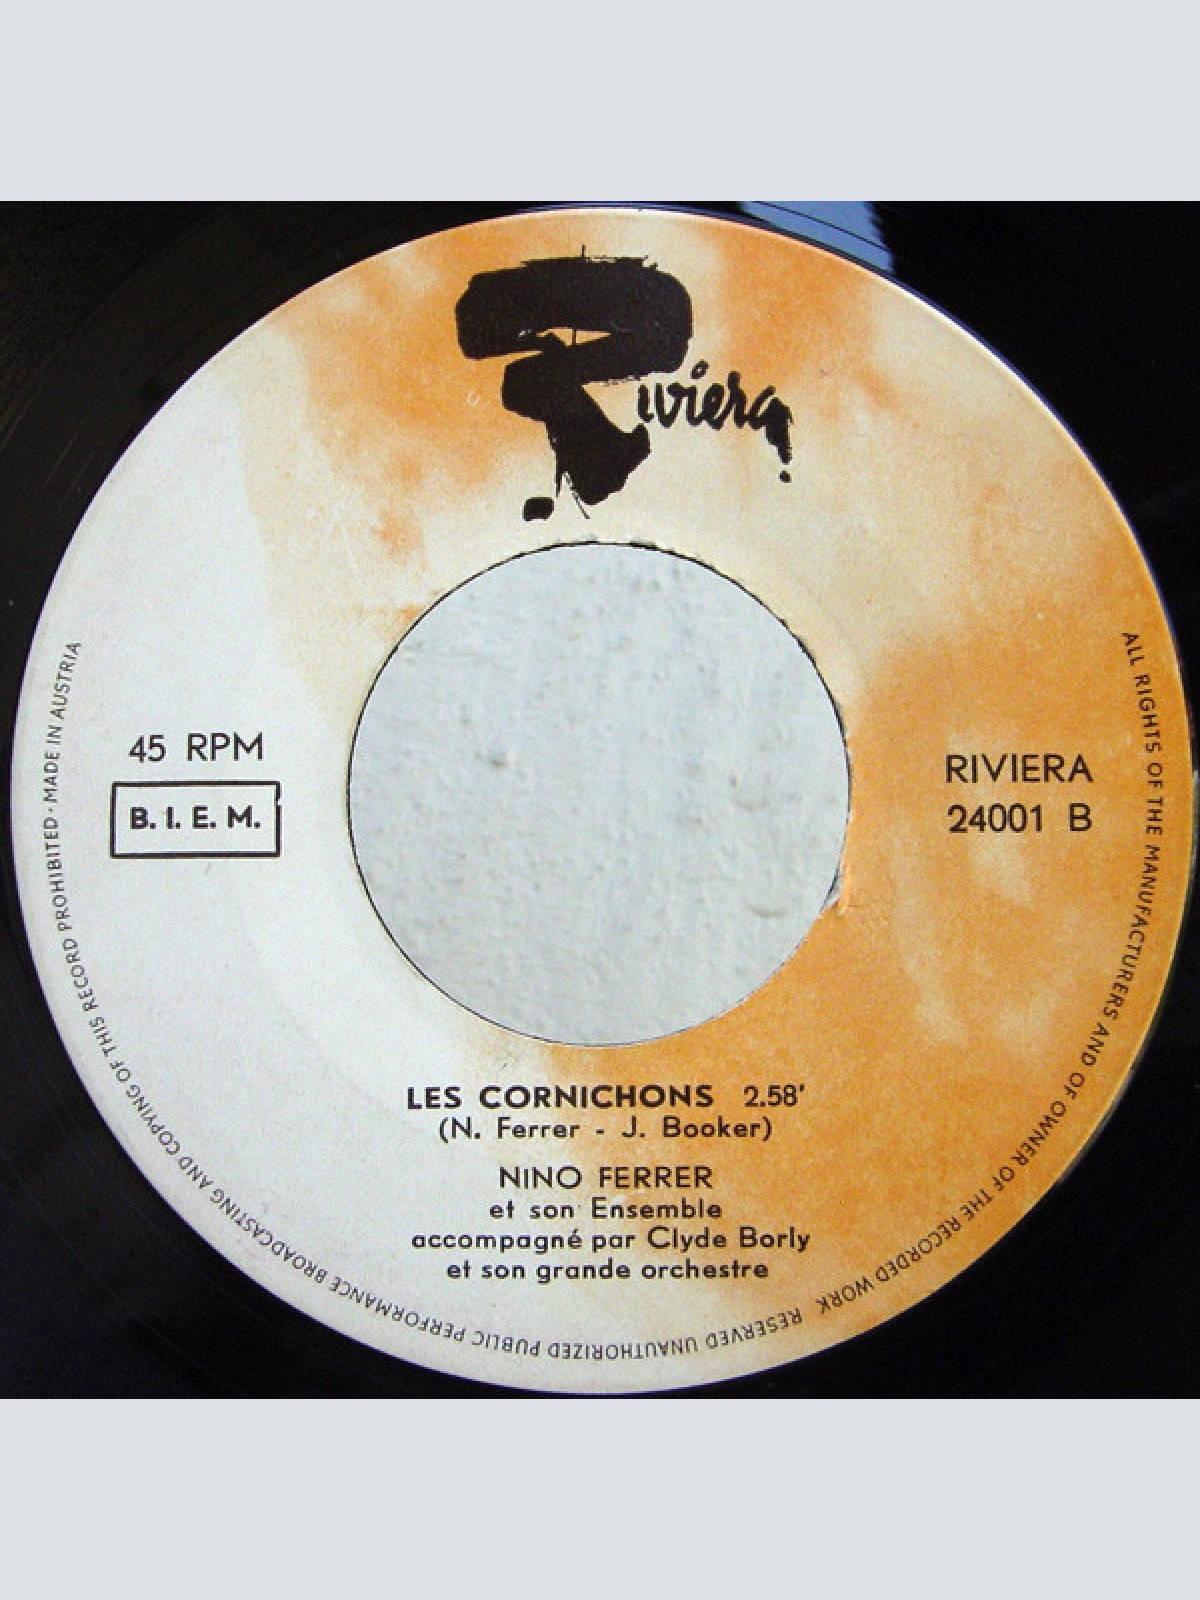 Riviera
45 RPM
B. I. E. M.
RIVIERA
24001 B
LES CORNICHONS 2.58'
(N. Ferrer - J. Booker)
NINO FERRER
et son Ensemble
accompagné par Clyde Borly
et son grande orchestre
ALL RIGHTS OF THE MANUFACTURERS AND OF OWNER OF THE RECORDED WORK RESERVED UNAUTHORIZED PUBLIC PERFORMANCE BROADCASTING AND COPYING OF THIS RECORD PROHIBITED · MADE IN AUSTRIA